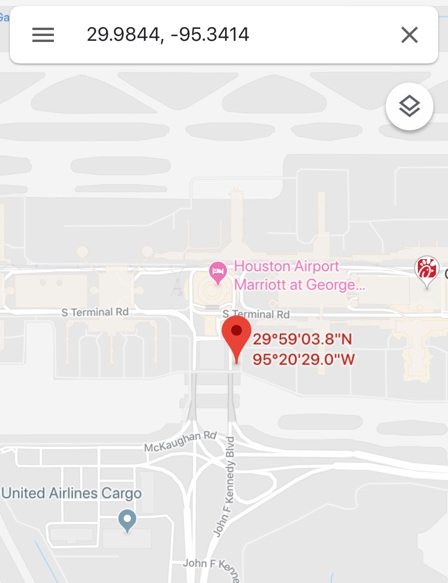 29.9844, -95.3414
Houston Airport
Marriott at George...
S Terminal Rd
S Terminal Rd
29°59'03.8"N
95°20'29.0"W
McKaughan Rd
John F Kennedy Blvd
United Airlines Cargo
John F Kenne